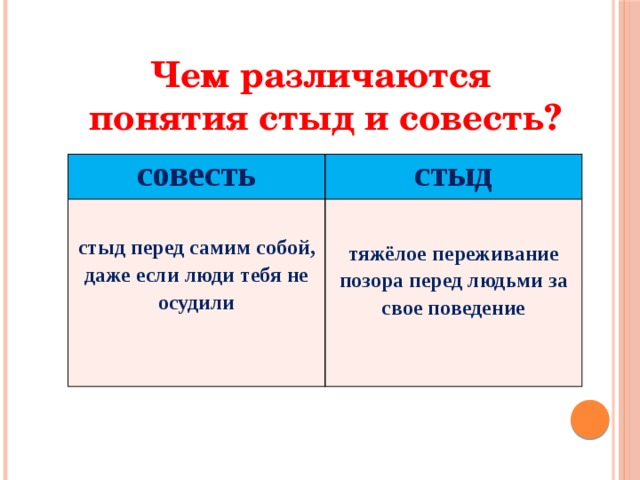 Чем различаются
понятия стыд и совесть?
совесть
стыд
стыд перед самим собой,
даже если люди тебя не
осудили
тяжёлое переживание
позора перед людьми за
свое поведение